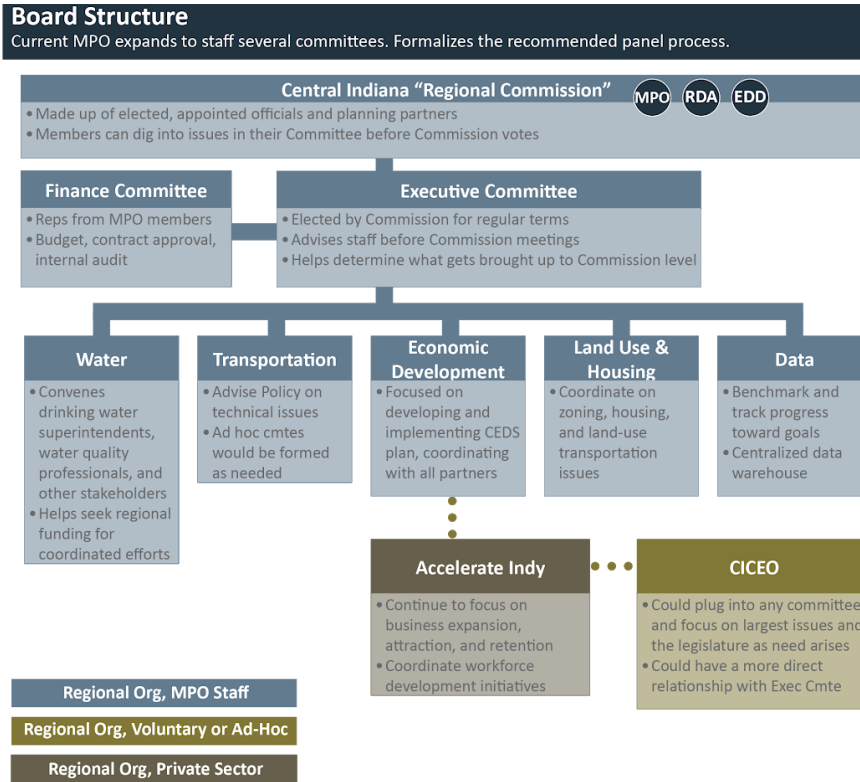 Board Structure
Current MPO expands to staff several committees. Formalizes the recommended panel process.
Central Indiana “Regional Commission”
MPO
RDA
EDD
• Made up of elected, appointed officials and planning partners
• Members can dig into issues in their Committee before Commission votes
Finance Committee
• Reps from MPO members
• Budget, contract approval,
internal audit
Executive Committee
• Elected by Commission for regular terms
• Advises staff before Commission meetings
• Helps determine what gets brought up to Commission level
Water
• Convenes
drinking water
superintendents,
water quality
professionals, and
other stakeholders
• Helps seek regional
funding for
coordinated efforts
Transportation
• Advise Policy on
technical issues
• Ad hoc cmtes
would be formed
as needed
Economic
Development
• Focused on
developing and
implementing CEDS
plan, coordinating
with all partners
Land Use &
Housing
• Coordinate on
zoning, housing,
and land-use
transportation
issues
Data
• Benchmark and
track progress
toward goals
• Centralized data
warehouse
Accelerate Indy
• Continue to focus on
business expansion,
attraction, and retention
• Coordinate workforce
development initiatives
CICEO
• Could plug into any committee
and focus on largest issues and
the legislature as need arises
• Could have a more direct
relationship with Exec Cmte
Regional Org, MPO Staff
Regional Org, Voluntary or Ad-Hoc
Regional Org, Private Sector